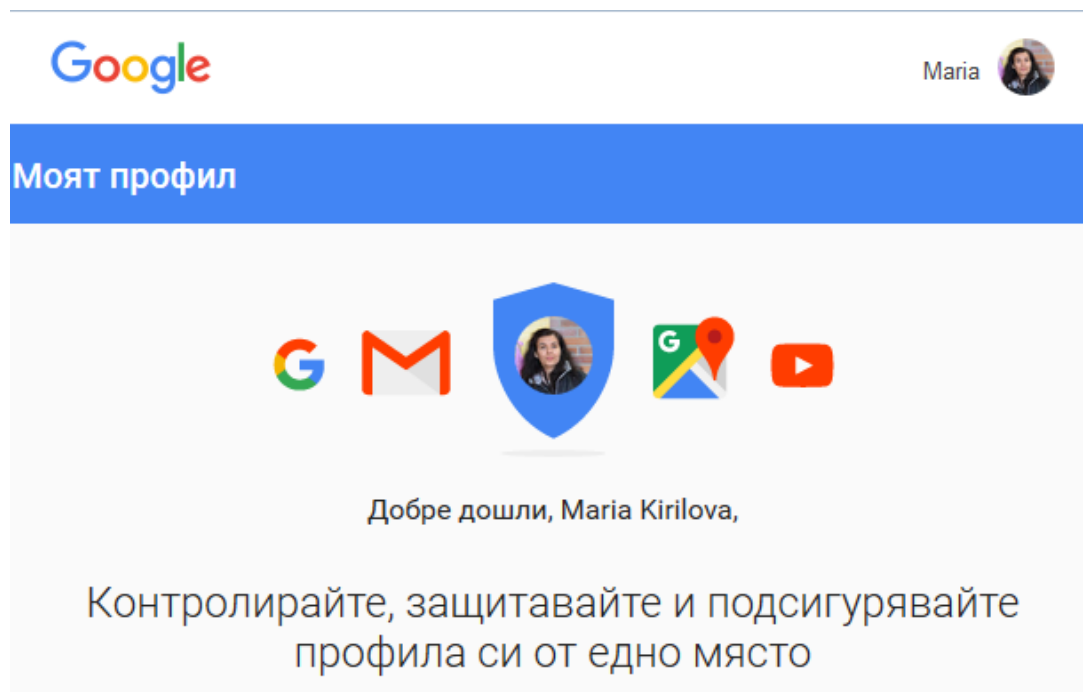 Google
Maria
Моят профил
G
G
Добре дошли, Maria Kirilova,
Контролирайте, защитавайте и подсигурявайте
профила си от едно място